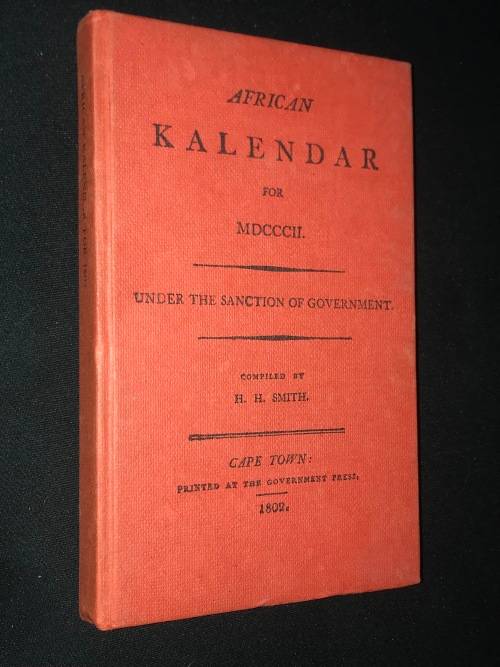 AFRICAN
KALENDAR
FOR
MDCCCII.
UNDER THE SANCTION OF GOVERNMENT.
COMPILED BY
H. H. SMITH.
CAPE TOWN:
PRINTED AT THE GOVERNMENT PRESS,
1802.